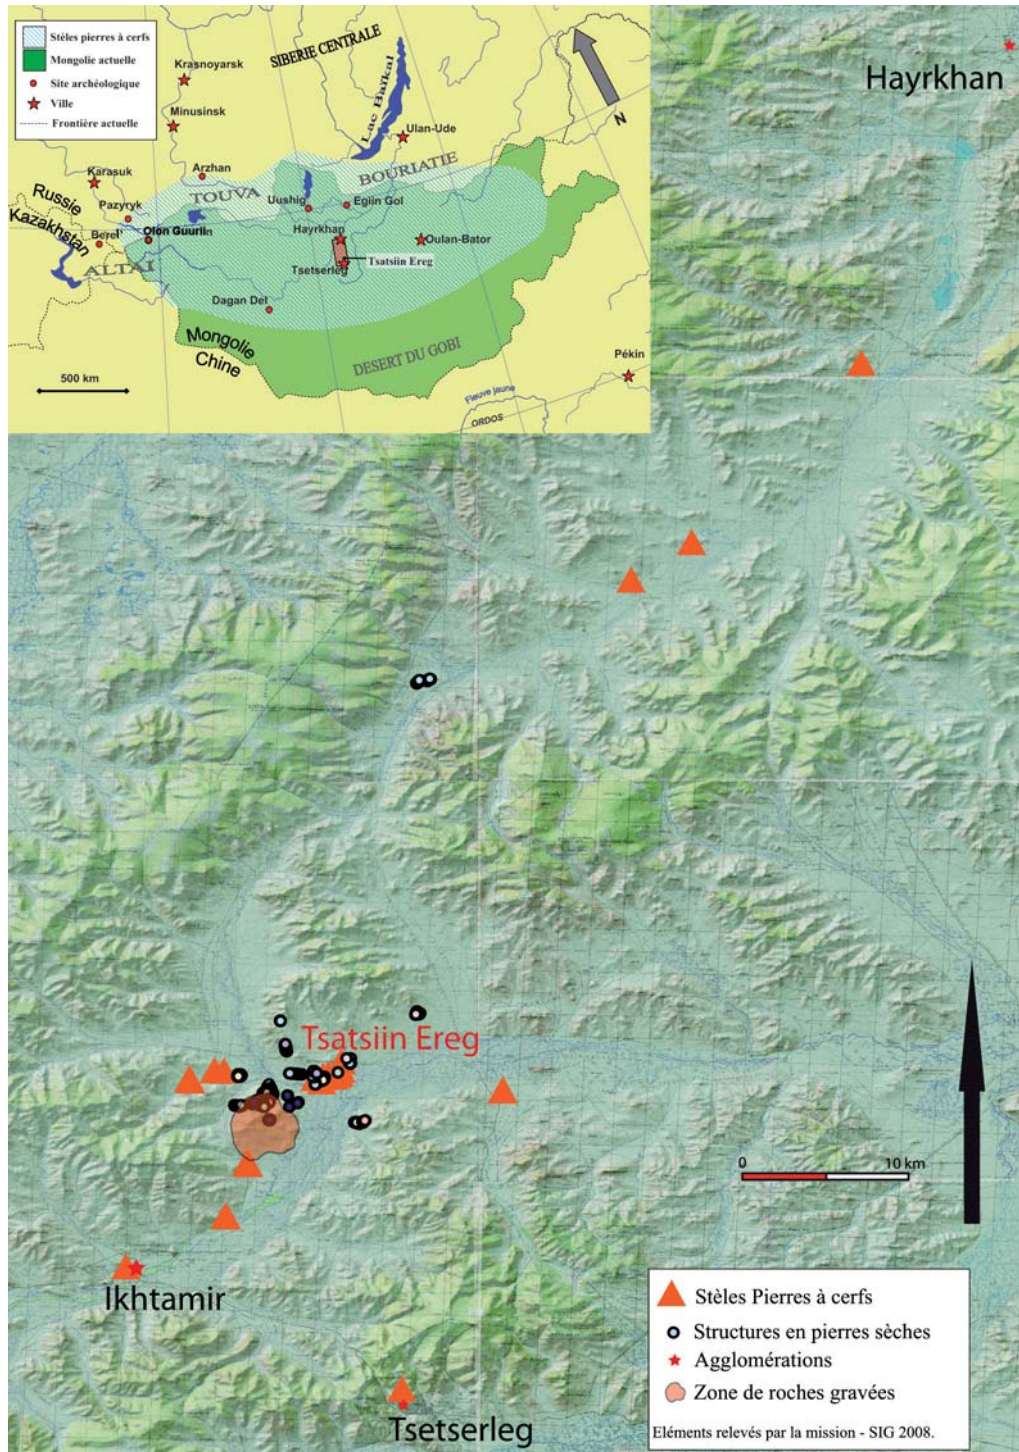 Stèles pierres à cerfs
Mongolie actuelle
Site archéologique
Ville
Frontière actuelle
SIBERIE CENTRALE
Krasnoyarsk
Minusinsk
Lac Baïkal
Ulan-Ude
N
Karasuk
Arzhan
TOUVA
BOURIATIE
Russie
Pazyryk
Uushig
Egiin Gol
Kazakhstan
Berel'
Hayrkhan
Oulan-Bator
ALTAI
Tsetserleg
Tsatsiin Ereg
Dagan Del
Mongolie
Chine
DESERT DU GOBI
Pékin
500 km
Fleuve jaune
ORDOS
Hayrkhan
Tsatsiin Ereg
0
10 km
Ikhtamir
Tsetserleg
Stèles Pierres à cerfs
Structures en pierres sèches
Agglomérations
Zone de roches gravées
Eléments relevés par la mission - SIG 2008.